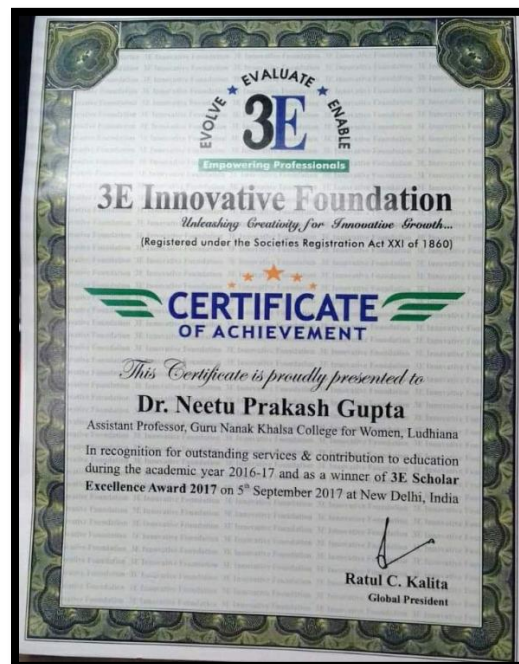 EVOLVE ★ EVALUATE ★ ENABLE
3E
Empowering Professionals
3E Innovative Foundation
Unleashing Creativity for Innovative Growth...
(Registered under the Societies Registration Act XXI of 1860)
CERTIFICATE
OF ACHIEVEMENT
This Certificate is proudly presented to
Dr. Neetu Prakash Gupta
Assistant Professor, Guru Nanak Khalsa College for Women, Ludhiana
In recognition for outstanding services & contribution to education
during the academic year 2016-17 and as a winner of 3E Scholar
Excellence Award 2017 on 5th September 2017 at New Delhi, India
Ratul C. Kalita
Global President